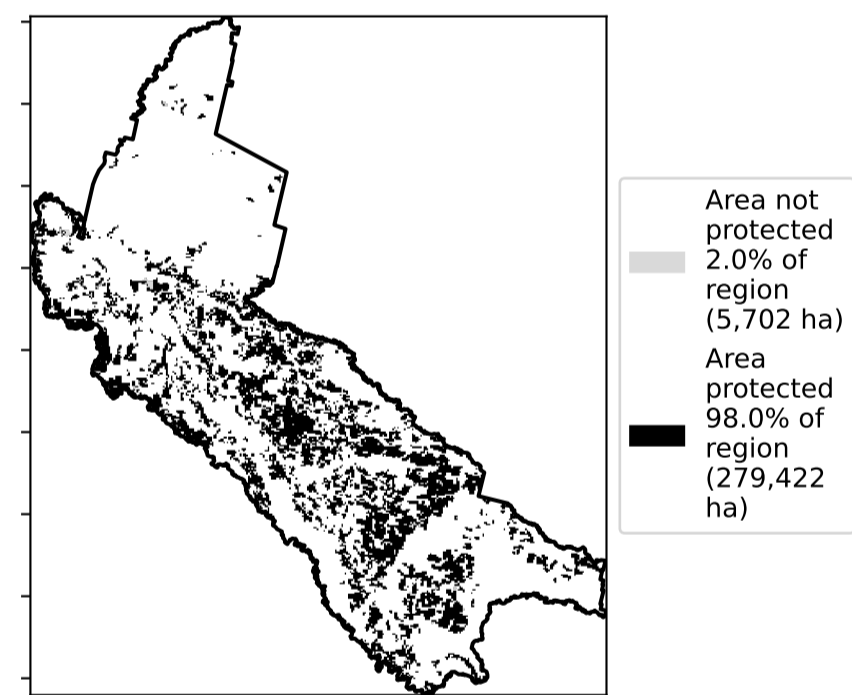 Area not
protected
2.0% of
region
(5,702 ha)
Area
protected
98.0% of
region
(279,422
ha)